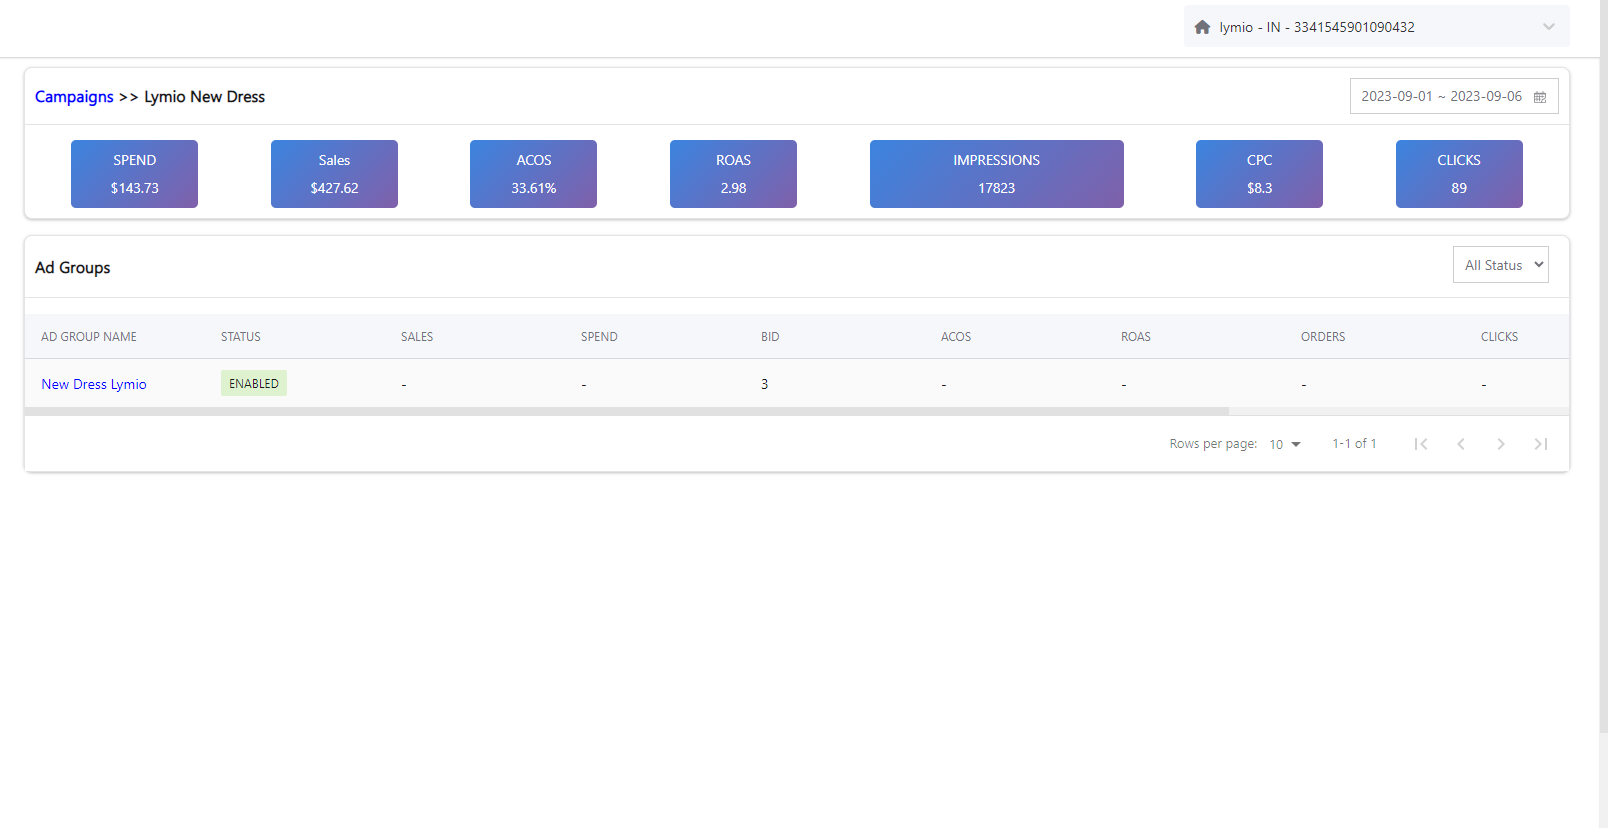 lymio - IN - 3341545901090432
Campaigns >> Lymio New Dress
2023-09-01 ~ 2023-09-06
SPEND Sales ACOS ROAS IMPRESSIONS CPC CLICKS
$143.73 $427.62 33.61% 2.98 17823 $8.3 89
Ad Groups
All Status
AD GROUP NAME STATUS SALES SPEND BID ACOS ROAS ORDERS CLICKS
New Dress Lymio ENABLED - - 3 - - - -
Rows per page: 10 1-1 of 1